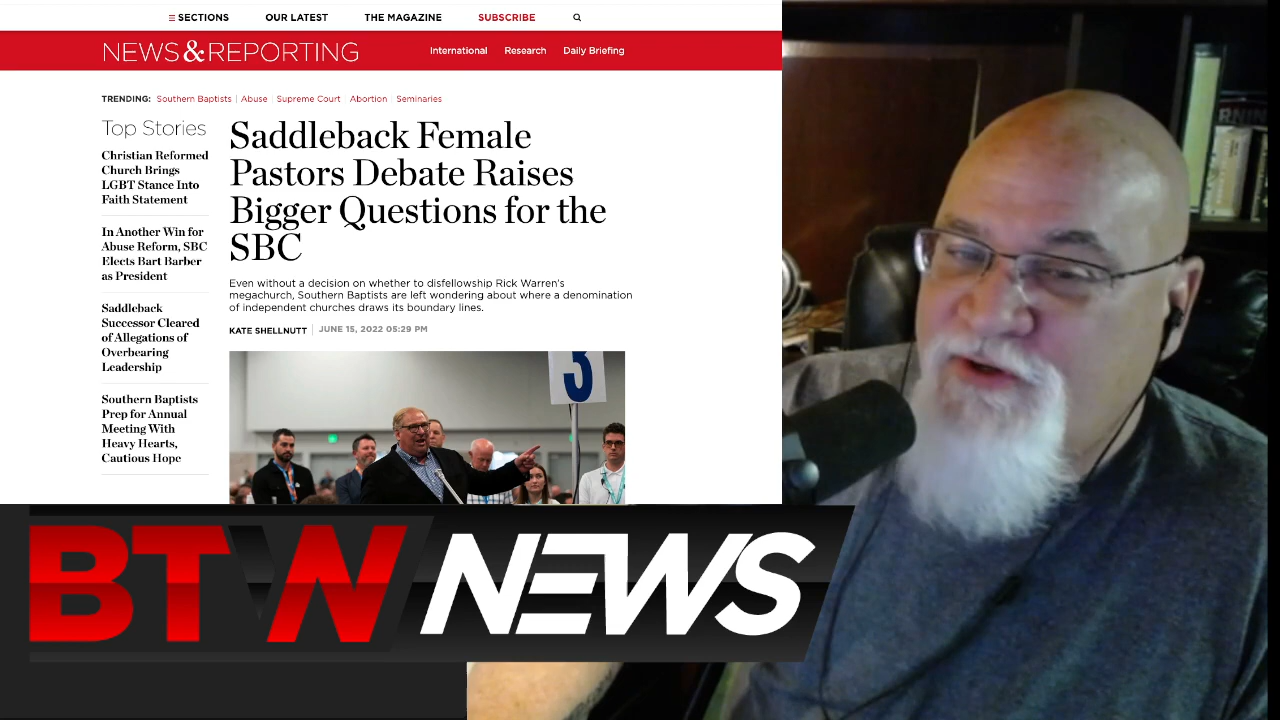 ≡ SECTIONS OUR LATEST THE MAGAZINE SUBSCRIBE
NEWS & REPORTING
International Research Daily Briefing
TRENDING: Southern Baptists | Abuse | Supreme Court Abortion | Seminaries
Top Stories
Christian Reformed
Church Brings
LGBT Stance Into
Faith Statement
In Another Win for
Abuse Reform, SBC
Elects Bart Barber
as President
Saddleback
Successor Cleared
of Allegations of
Overbearing
Leadership
Southern Baptists
Prep for Annual
Meeting With
Heavy Hearts,
Cautious Hope
Saddleback Female
Pastors Debate Raises
Bigger Questions for the
SBC
Even without a decision on whether to disfellowship Rick Warren's
megachurch, Southern Baptists are left wondering about where a denomination
of independent churches draws its boundary lines.
KATE SHELLNUTT | JUNE 15, 2022 05:29 PM
3
BTW NEWS